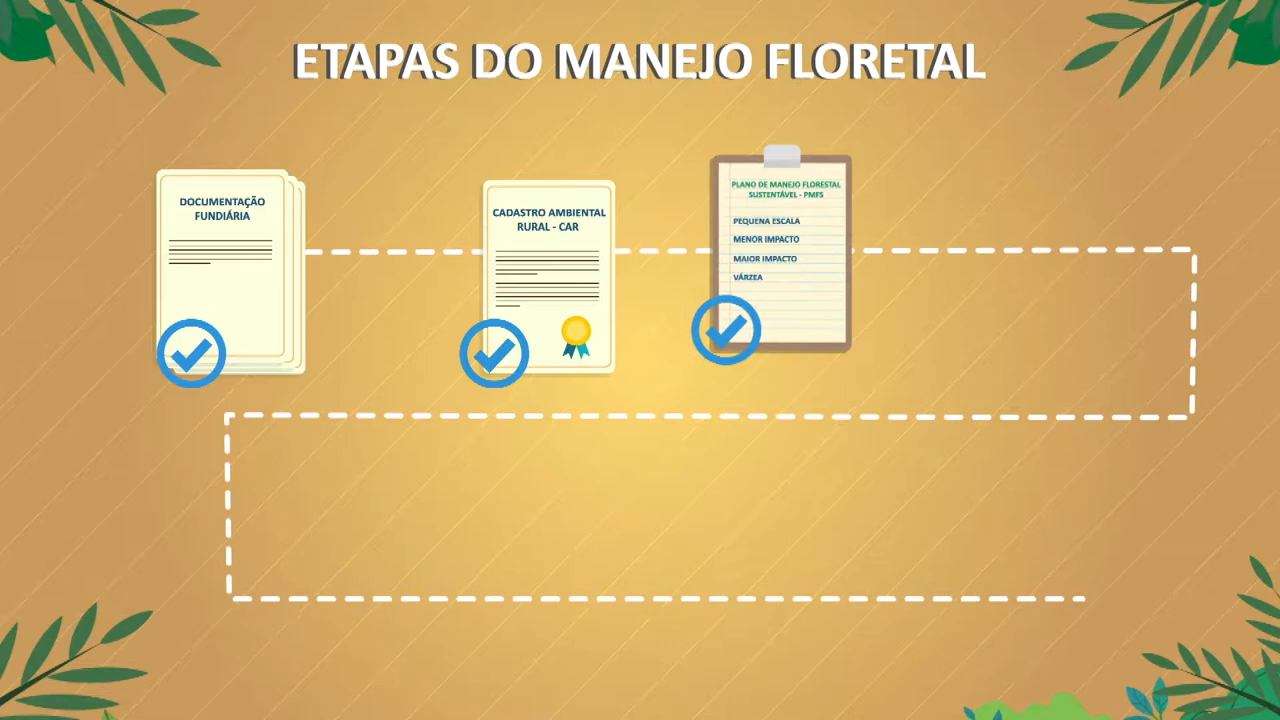 ETAPAS DO MANEJO FLORETAL
DOCUMENTAÇÃO
FUNDIÁRIA
CADASTRO AMBIENTAL
RURAL - CAR
PLANO DE MANEJO FLORESTAL
SUSTENTÁVEL - PMFS
PEQUENA ESCALA
MENOR IMPACTO
MAIOR IMPACTO
VÁRZEA